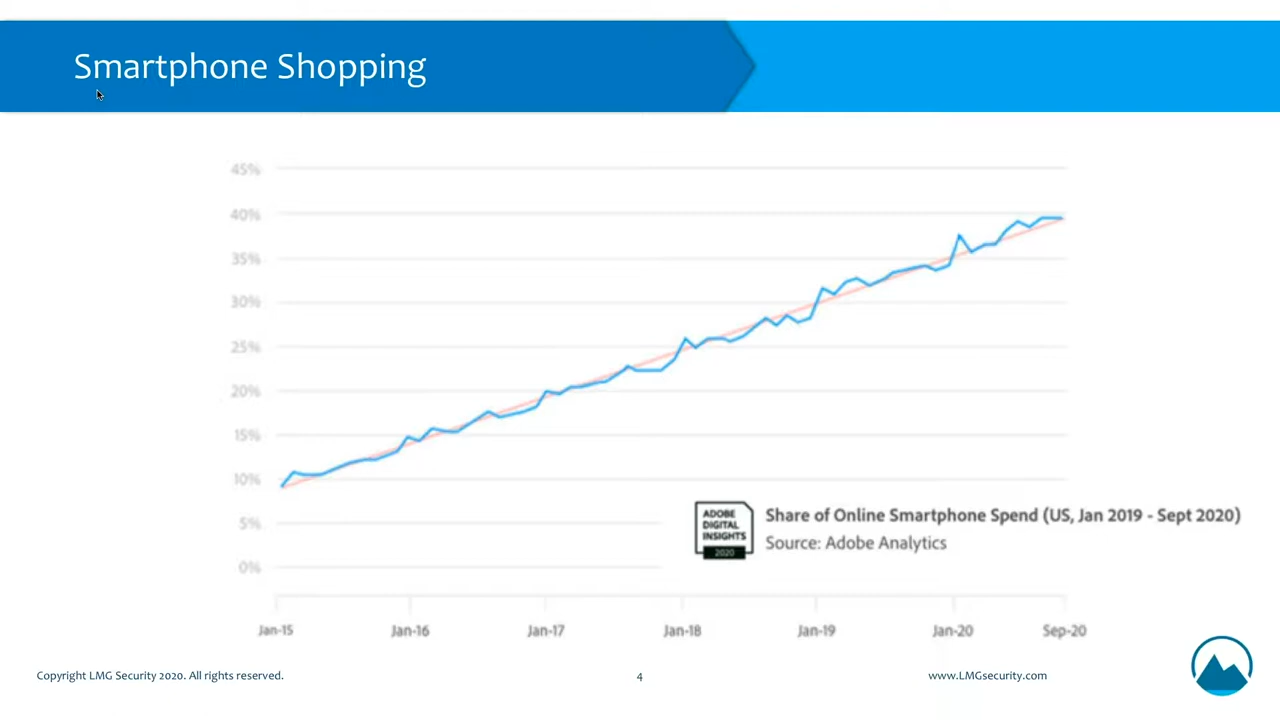 Smartphone Shopping
45%
40%
35%
30%
25%
20%
15%
10%
5%
0%
ADOBE
DIGITAL
INSIGHTS
2020
Share of Online Smartphone Spend (US, Jan 2019 - Sept 2020)
Source: Adobe Analytics
Jan-15 Jan-16 Jan-17 Jan-18 Jan-19 Jan-20 Sep-20
Copyright LMG Security 2020. All rights reserved. 4 www.LMGsecurity.com